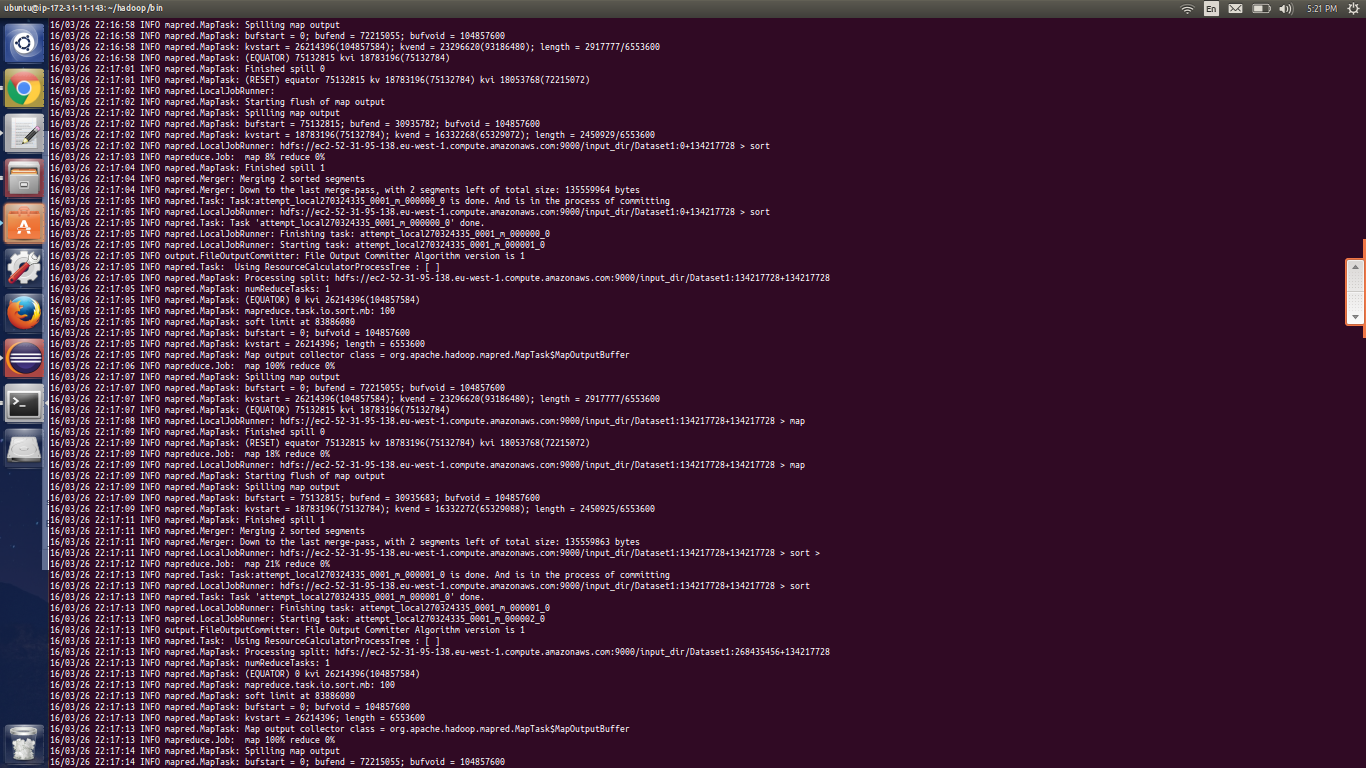 ubuntu@ip-172-31-11-143: ~/hadoop/bin
En
5:21 PM
16/03/26 22:16:58 INFO mapred.MapTask: Spilling map output
16/03/26 22:16:58 INFO mapred.MapTask: bufstart = 0; bufend = 72215055; bufvoid = 104857600
16/03/26 22:16:58 INFO mapred.MapTask: kvstart = 26214396(104857584); kvend = 23296620(93186480); length = 2917777/6553600
16/03/26 22:16:58 INFO mapred.MapTask: (EQUATOR) 75132815 kvi 18783196(75132784)
16/03/26 22:17:01 INFO mapred.MapTask: Finished spill 0
16/03/26 22:17:01 INFO mapred.MapTask: (RESET) equator 75132815 kv 18783196(75132784) kvi 18053768(72215072)
16/03/26 22:17:02 INFO mapred.LocalJobRunner:
16/03/26 22:17:02 INFO mapred.MapTask: Starting flush of map output
16/03/26 22:17:02 INFO mapred.MapTask: Spilling map output
16/03/26 22:17:02 INFO mapred.MapTask: bufstart = 75132815; bufend = 30935782; bufvoid = 104857600
16/03/26 22:17:02 INFO mapred.MapTask: kvstart = 18783196(75132784); kvend = 16332268(65329072); length = 2450929/6553600
16/03/26 22:17:02 INFO mapred.LocalJobRunner: hdfs://ec2-52-31-95-138.eu-west-1.compute.amazonaws.com:9000/input_dir/Dataset1:0+134217728 > sort
16/03/26 22:17:03 INFO mapreduce.Job:  map 8% reduce 0%
16/03/26 22:17:04 INFO mapred.MapTask: Finished spill 1
16/03/26 22:17:04 INFO mapred.Merger: Merging 2 sorted segments
16/03/26 22:17:04 INFO mapred.Merger: Down to the last merge-pass, with 2 segments left of total size: 135559964 bytes
16/03/26 22:17:05 INFO mapred.Task: Task:attempt_local270324335_0001_m_000000_0 is done. And is in the process of committing
16/03/26 22:17:05 INFO mapred.LocalJobRunner: hdfs://ec2-52-31-95-138.eu-west-1.compute.amazonaws.com:9000/input_dir/Dataset1:0+134217728 > sort
16/03/26 22:17:05 INFO mapred.Task: Task 'attempt_local270324335_0001_m_000000_0' done.
16/03/26 22:17:05 INFO mapred.LocalJobRunner: Finishing task: attempt_local270324335_0001_m_000000_0
16/03/26 22:17:05 INFO mapred.LocalJobRunner: Starting task: attempt_local270324335_0001_m_000001_0
16/03/26 22:17:05 INFO output.FileOutputCommitter: File Output Committer Algorithm version is 1
16/03/26 22:17:05 INFO mapred.Task:  Using ResourceCalculatorProcessTree : [ ]
16/03/26 22:17:05 INFO mapred.MapTask: Processing split: hdfs://ec2-52-31-95-138.eu-west-1.compute.amazonaws.com:9000/input_dir/Dataset1:134217728+134217728
16/03/26 22:17:05 INFO mapred.MapTask: numReduceTasks: 1
16/03/26 22:17:05 INFO mapred.MapTask: (EQUATOR) 0 kvi 26214396(104857584)
16/03/26 22:17:05 INFO mapred.MapTask: mapreduce.task.io.sort.mb: 100
16/03/26 22:17:05 INFO mapred.MapTask: soft limit at 83886080
16/03/26 22:17:05 INFO mapred.MapTask: bufstart = 0; bufvoid = 104857600
16/03/26 22:17:05 INFO mapred.MapTask: kvstart = 26214396; length = 6553600
16/03/26 22:17:05 INFO mapred.MapTask: Map output collector class = org.apache.hadoop.mapred.MapTask$MapOutputBuffer
16/03/26 22:17:06 INFO mapreduce.Job:  map 100% reduce 0%
16/03/26 22:17:07 INFO mapred.MapTask: Spilling map output
16/03/26 22:17:07 INFO mapred.MapTask: bufstart = 0; bufend = 72215055; bufvoid = 104857600
16/03/26 22:17:07 INFO mapred.MapTask: kvstart = 26214396(104857584); kvend = 23296620(93186480); length = 2917777/6553600
16/03/26 22:17:07 INFO mapred.MapTask: (EQUATOR) 75132815 kvi 18783196(75132784)
16/03/26 22:17:08 INFO mapred.LocalJobRunner: hdfs://ec2-52-31-95-138.eu-west-1.compute.amazonaws.com:9000/input_dir/Dataset1:134217728+134217728 > map
16/03/26 22:17:09 INFO mapred.MapTask: Finished spill 0
16/03/26 22:17:09 INFO mapred.MapTask: (RESET) equator 75132815 kv 18783196(75132784) kvi 18053768(72215072)
16/03/26 22:17:09 INFO mapreduce.Job:  map 18% reduce 0%
16/03/26 22:17:09 INFO mapred.LocalJobRunner: hdfs://ec2-52-31-95-138.eu-west-1.compute.amazonaws.com:9000/input_dir/Dataset1:134217728+134217728 > map
16/03/26 22:17:09 INFO mapred.MapTask: Starting flush of map output
16/03/26 22:17:09 INFO mapred.MapTask: Spilling map output
16/03/26 22:17:09 INFO mapred.MapTask: bufstart = 75132815; bufend = 30935683; bufvoid = 104857600
16/03/26 22:17:09 INFO mapred.MapTask: kvstart = 18783196(75132784); kvend = 16332272(65329088); length = 2450925/6553600
16/03/26 22:17:11 INFO mapred.MapTask: Finished spill 1
16/03/26 22:17:11 INFO mapred.Merger: Merging 2 sorted segments
16/03/26 22:17:11 INFO mapred.Merger: Down to the last merge-pass, with 2 segments left of total size: 135559863 bytes
16/03/26 22:17:11 INFO mapred.LocalJobRunner: hdfs://ec2-52-31-95-138.eu-west-1.compute.amazonaws.com:9000/input_dir/Dataset1:134217728+134217728 > sort >
16/03/26 22:17:12 INFO mapreduce.Job:  map 21% reduce 0%
16/03/26 22:17:13 INFO mapred.Task: Task:attempt_local270324335_0001_m_000001_0 is done. And is in the process of committing
16/03/26 22:17:13 INFO mapred.LocalJobRunner: hdfs://ec2-52-31-95-138.eu-west-1.compute.amazonaws.com:9000/input_dir/Dataset1:134217728+134217728 > sort
16/03/26 22:17:13 INFO mapred.Task: Task 'attempt_local270324335_0001_m_000001_0' done.
16/03/26 22:17:13 INFO mapred.LocalJobRunner: Finishing task: attempt_local270324335_0001_m_000001_0
16/03/26 22:17:13 INFO mapred.LocalJobRunner: Starting task: attempt_local270324335_0001_m_000002_0
16/03/26 22:17:13 INFO output.FileOutputCommitter: File Output Committer Algorithm version is 1
16/03/26 22:17:13 INFO mapred.Task:  Using ResourceCalculatorProcessTree : [ ]
16/03/26 22:17:13 INFO mapred.MapTask: Processing split: hdfs://ec2-52-31-95-138.eu-west-1.compute.amazonaws.com:9000/input_dir/Dataset1:268435456+134217728
16/03/26 22:17:13 INFO mapred.MapTask: numReduceTasks: 1
16/03/26 22:17:13 INFO mapred.MapTask: (EQUATOR) 0 kvi 26214396(104857584)
16/03/26 22:17:13 INFO mapred.MapTask: mapreduce.task.io.sort.mb: 100
16/03/26 22:17:13 INFO mapred.MapTask: soft limit at 83886080
16/03/26 22:17:13 INFO mapred.MapTask: bufstart = 0; bufvoid = 104857600
16/03/26 22:17:13 INFO mapred.MapTask: kvstart = 26214396; length = 6553600
16/03/26 22:17:13 INFO mapred.MapTask: Map output collector class = org.apache.hadoop.mapred.MapTask$MapOutputBuffer
16/03/26 22:17:13 INFO mapreduce.Job:  map 100% reduce 0%
16/03/26 22:17:14 INFO mapred.MapTask: Spilling map output
16/03/26 22:17:14 INFO mapred.MapTask: bufstart = 0; bufend = 72215055; bufvoid = 104857600